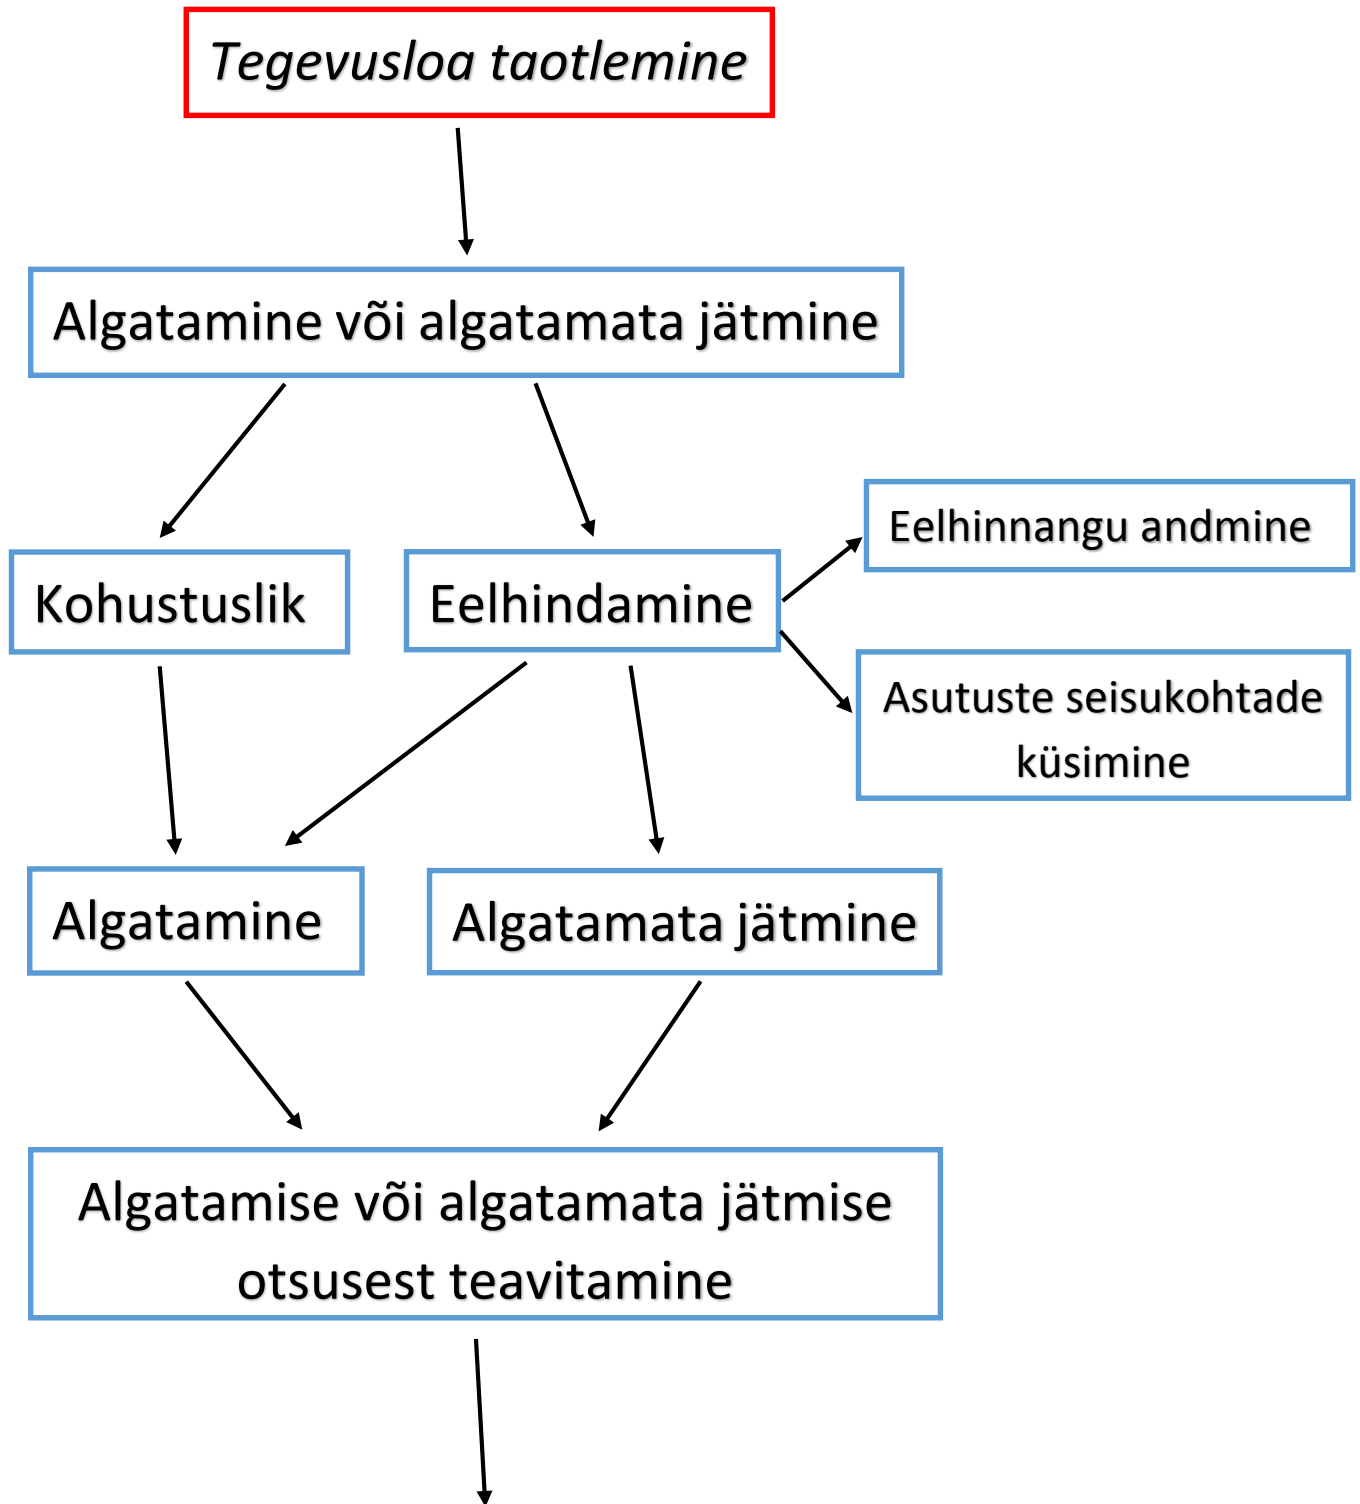 Tegevusloa taotlemine
Algatamine või algatamata jätmine
Eelhinnangu andmine
Kohustuslik
Eelhindamine
Asutuste seisukohtade
küsimine
Algatamine
Algatamata jätmine
Algatamise või algatamata jätmise
otsusest teavitamine